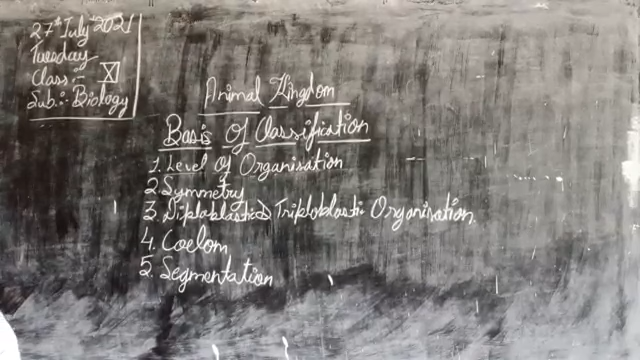 27th July 2021
Tuesday
Class:- XI
Sub:- Biology
Animal Kingdom
Basis Of Classification
1. Level Of Organisation
2. Symmetry
3. Diploblastic & Triploblastic Organisation.
4. Coelom
5. Segmentation